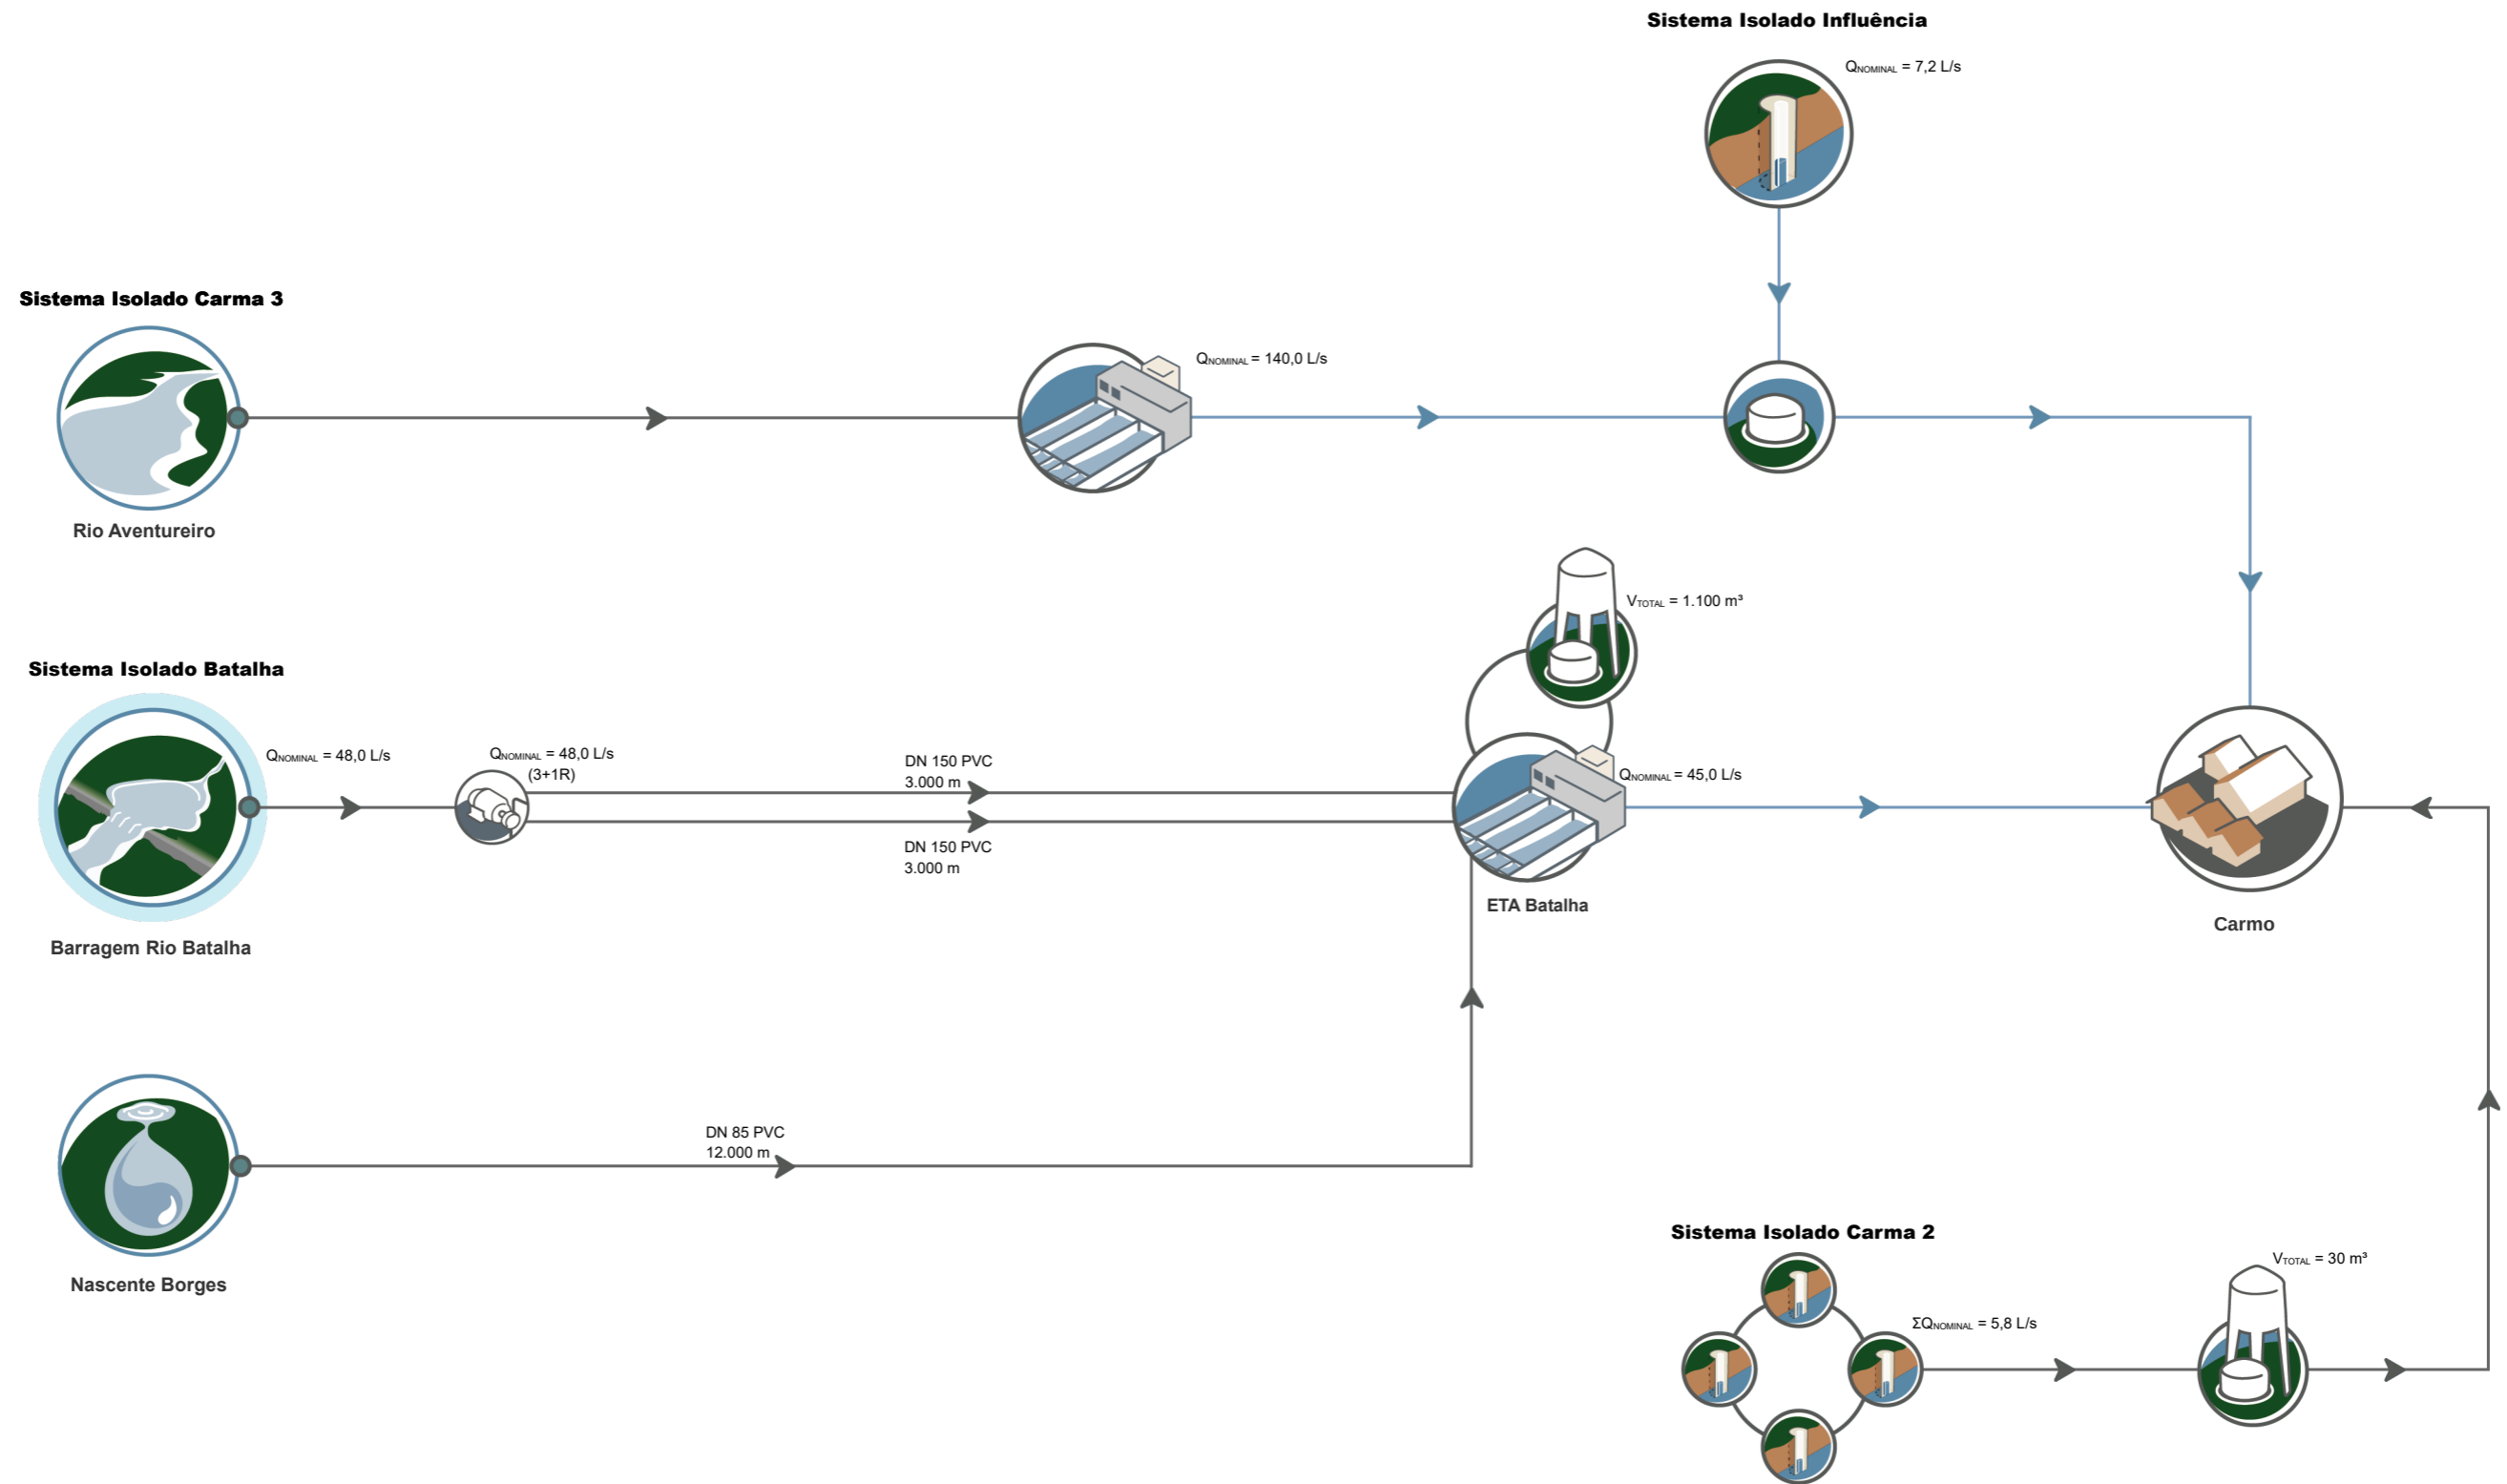 Sistema Isolado Influência
QNOMINAL = 7,2 L/s
Sistema Isolado Carma 3
QNOMINAL = 140,0 L/s
Rio Aventureiro
VTOTAL = 1.100 m³
Sistema Isolado Batalha
QNOMINAL = 48,0 L/s
QNOMINAL = 48,0 L/s
(3+1R)
DN 150 PVC
3.000 m
QNOMINAL = 45,0 L/s
DN 150 PVC
3.000 m
ETA Batalha
Carmo
Barragem Rio Batalha
DN 85 PVC
12.000 m
Nascente Borges
Sistema Isolado Carma 2
VTOTAL = 30 m³
ΣQNOMINAL = 5,8 L/s